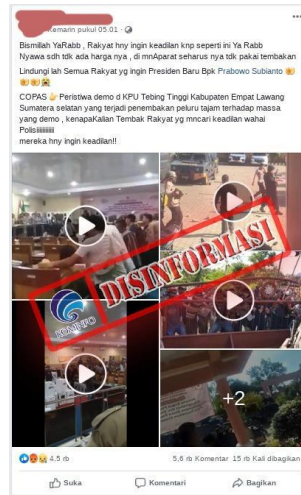 Kemarin pukul 05.01
Bismillah YaRabb , Rakyat hny ingin keadilan knp seperti ini Ya Rabb
Nyawa sdh tdk ada harga nya , di mnAparat seharus nya tdk pakai tembakan
Lindungi lah Semua Rakyat yg ingin Presiden Baru Bpk Prabowo Subianto
COPAS 👉 Peristiwa demo d KPU Tebing Tinggi Kabupaten Empat Lawang
Sumatera selatan yang terjadi penembakan peluru tajam terhadap massa
yang demo , kenapaKalian Tembak Rakyat yg mncari keadilan wahai
Polisiiiiiiiiii
mereka hny ingin keadilan!!
DISINFORMASI
KOMINFO
+2
4,5 rb
5,6 rb Komentar 15 rb Kali dibagikan
Suka
Komentari
Bagikan